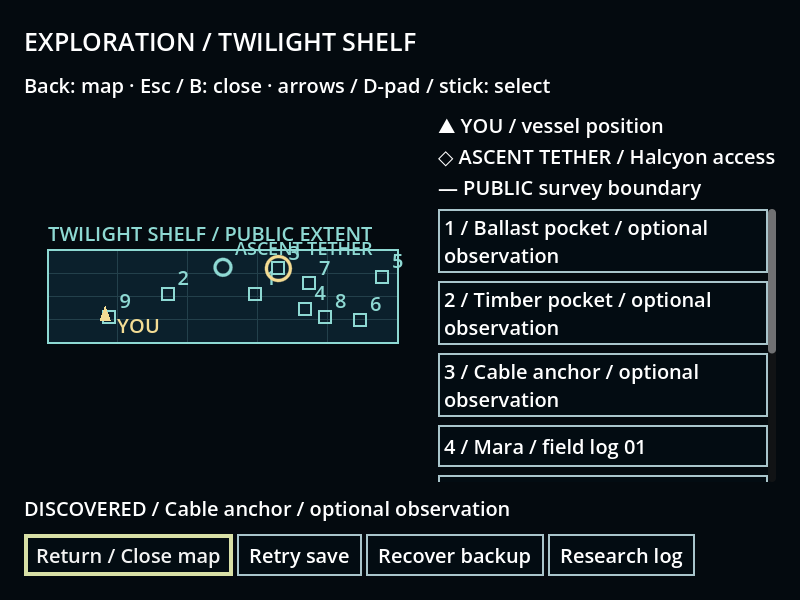 EXPLORATION / TWILIGHT SHELF
Back: map · Esc / B: close · arrows / D-pad / stick: select
▲ YOU / vessel position
◇ ASCENT TETHER / Halcyon access
— PUBLIC survey boundary
TWILIGHT SHELF / PUBLIC EXTENT
ASCENT TETHER
3
5
7
2
1
4
8
6
9
YOU
1 / Ballast pocket / optional
observation
2 / Timber pocket / optional
observation
3 / Cable anchor / optional
observation
4 / Mara / field log 01
DISCOVERED / Cable anchor / optional observation
Return / Close map
Retry save
Recover backup
Research log